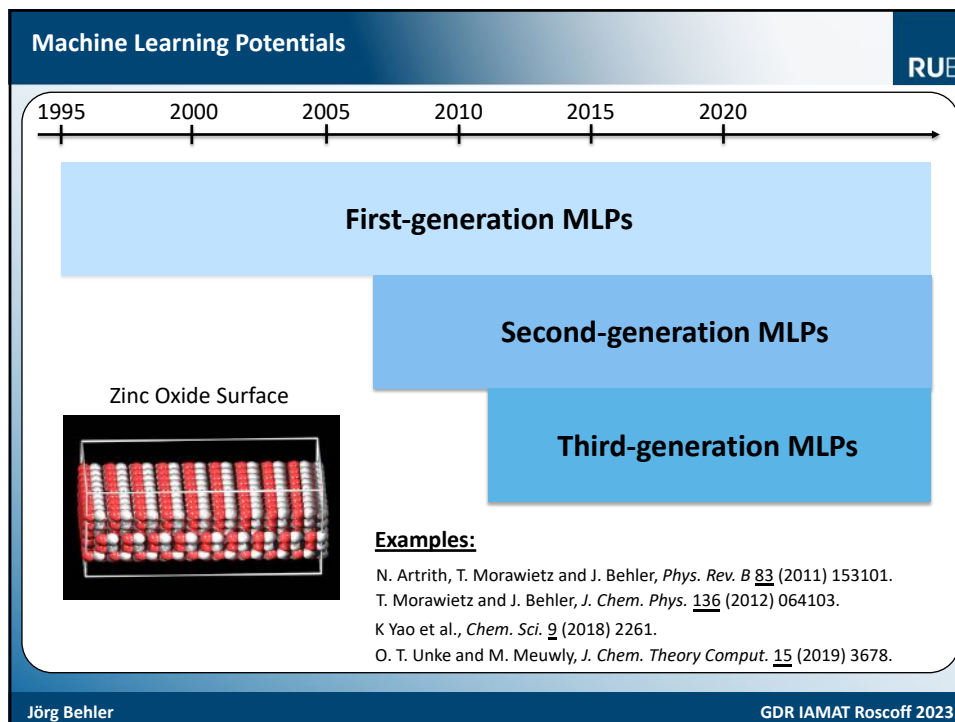 Machine Learning Potentials
RUB
1995 2000 2005 2010 2015 2020
First-generation MLPs
Second-generation MLPs
Third-generation MLPs
Zinc Oxide Surface
Examples:
N. Artrith, T. Morawietz and J. Behler, Phys. Rev. B 83 (2011) 153101.
T. Morawietz and J. Behler, J. Chem. Phys. 136 (2012) 064103.
K Yao et al., Chem. Sci. 9 (2018) 2261.
O. T. Unke and M. Meuwly, J. Chem. Theory Comput. 15 (2019) 3678.
Jörg Behler
GDR IAMAT Roscoff 2023